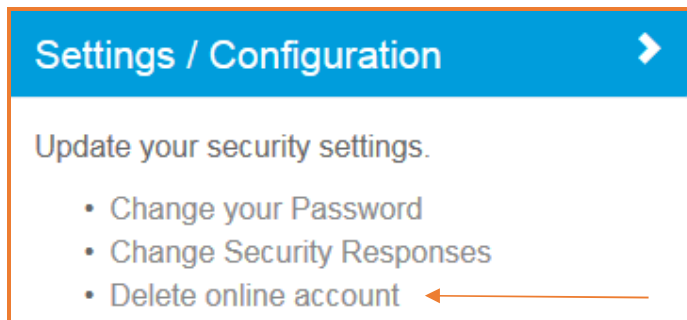 Settings / Configuration
Update your security settings.
• Change your Password
• Change Security Responses
• Delete online account